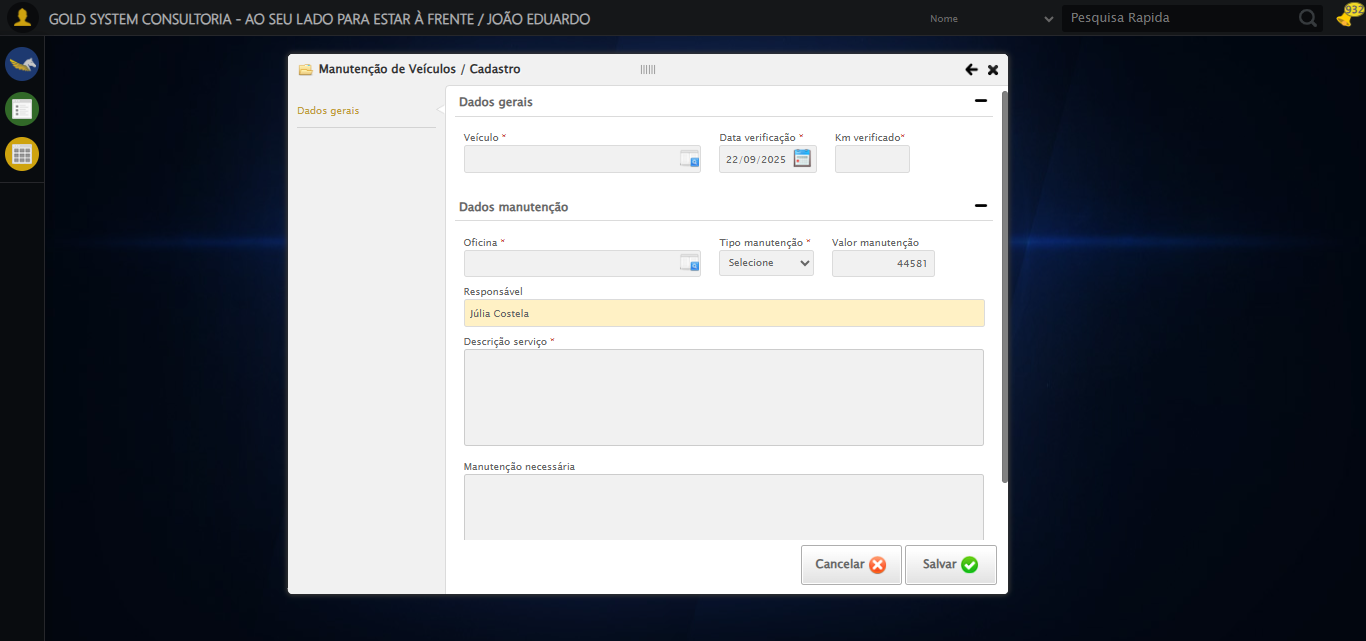 GOLD SYSTEM CONSULTORIA - AO SEU LADO PARA ESTAR À FRENTE / JOÃO EDUARDO
Nome
Pesquisa Rapida
932
Manutenção de Veículos / Cadastro
Dados gerais
Dados gerais
Veículo *
Data verificação *
Km verificado*
22/09/2025
Dados manutenção
Oficina *
Tipo manutenção *
Valor manutenção
Selecione
44581
Responsável
Júlia Costela
Descrição serviço *
Manutenção necessária
Cancelar
Salvar